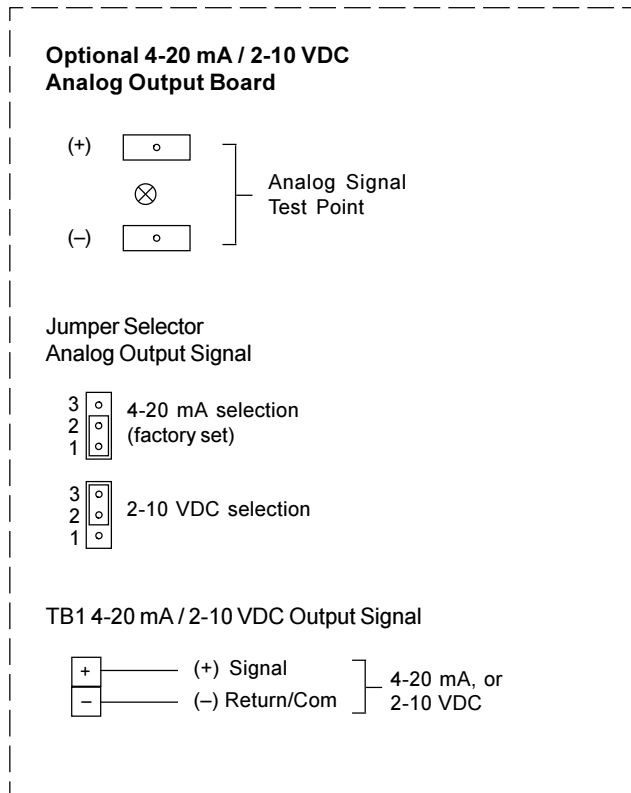 Optional 4-20 mA / 2-10 VDC
Analog Output Board
(+)
Analog Signal
Test Point
(–)
Jumper Selector
Analog Output Signal
3
2
1
4-20 mA selection
(factory set)
3
2
1
2-10 VDC selection
TB1 4-20 mA / 2-10 VDC Output Signal
+ (+) Signal
– (–) Return/Com
4-20 mA, or
2-10 VDC